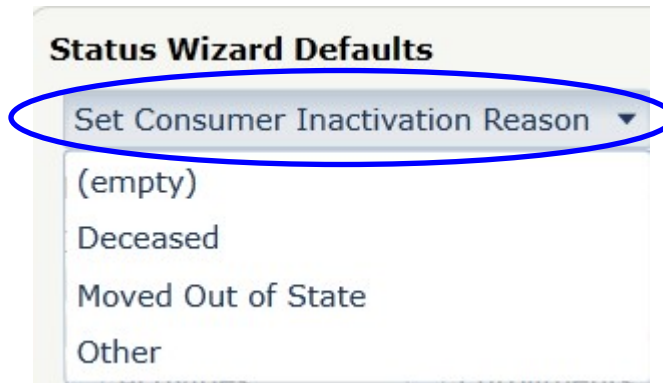 Status Wizard Defaults
Set Consumer Inactivation Reason
(empty)
Deceased
Moved Out of State
Other